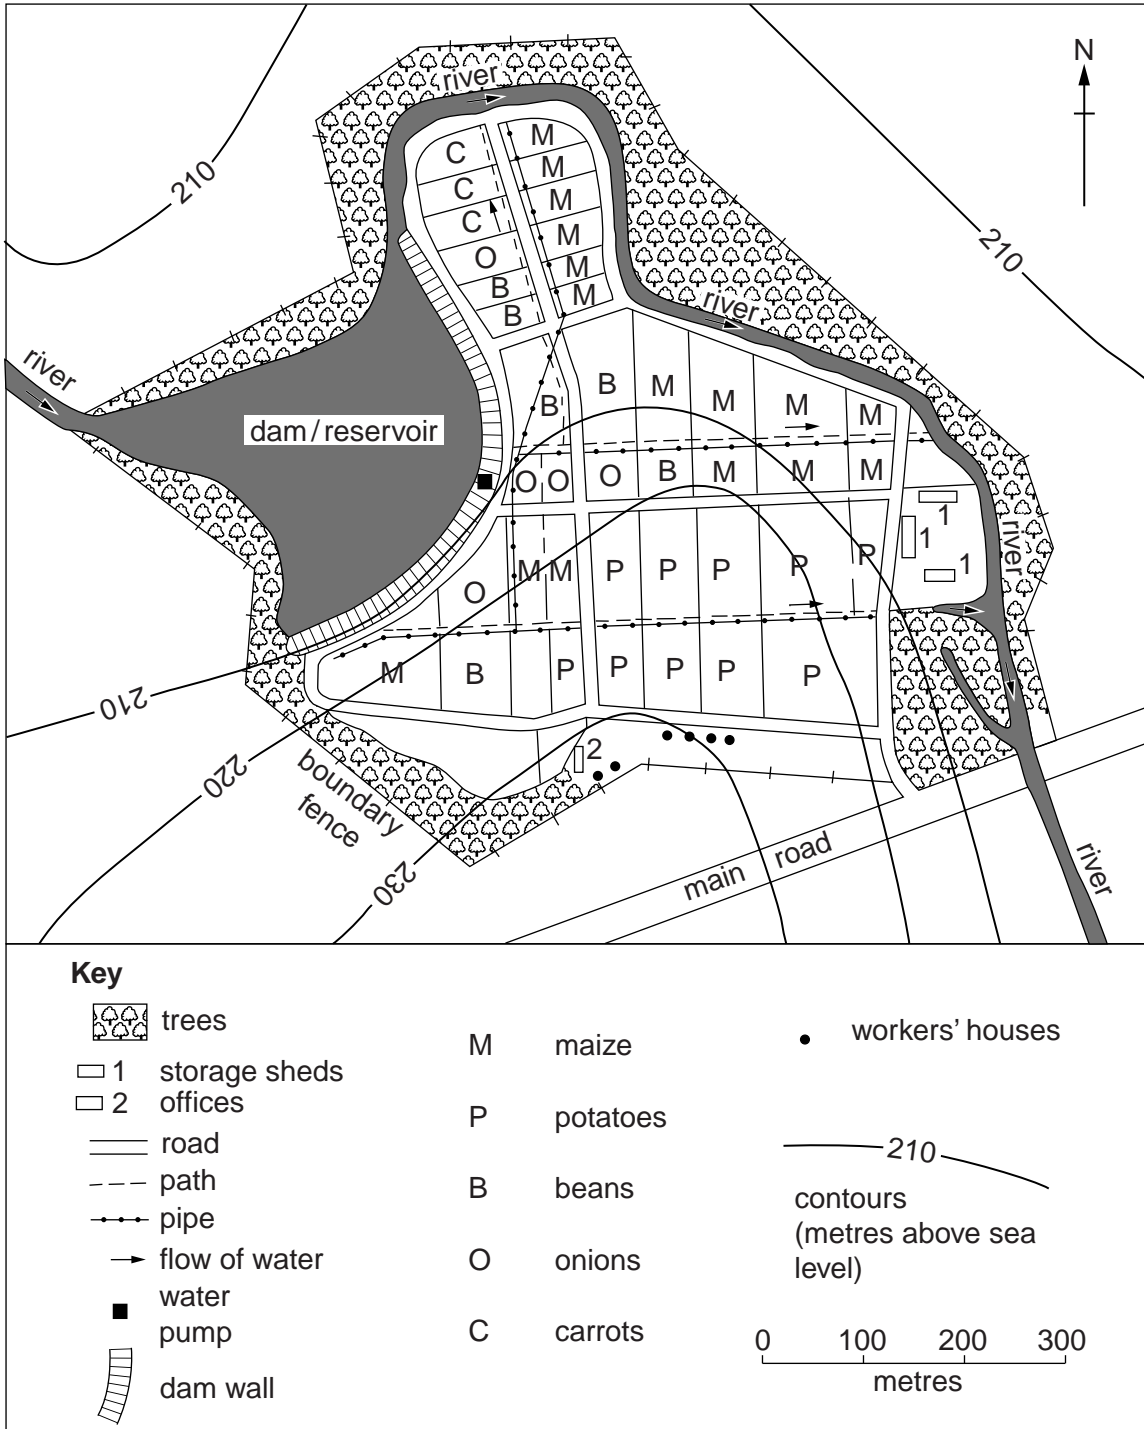 N
river
210
M
C
M
C
M
C
M
O
M
B
M
B
210
river
river
B
M
M
M
M
B
dam / reservoir
O
O
O
B
M
M
M
1
1
1
river
M
M
P
P
P
P
P
O
M
B
P
P
P
P
P
210
220
230
2
boundary
fence
main road
river
Key
trees
1 storage sheds
2 offices
road
path
pipe
flow of water
water
pump
dam wall
M maize
P potatoes
B beans
O onions
C carrots
workers' houses
210
contours
(metres above sea
level)
0 100 200 300
metres